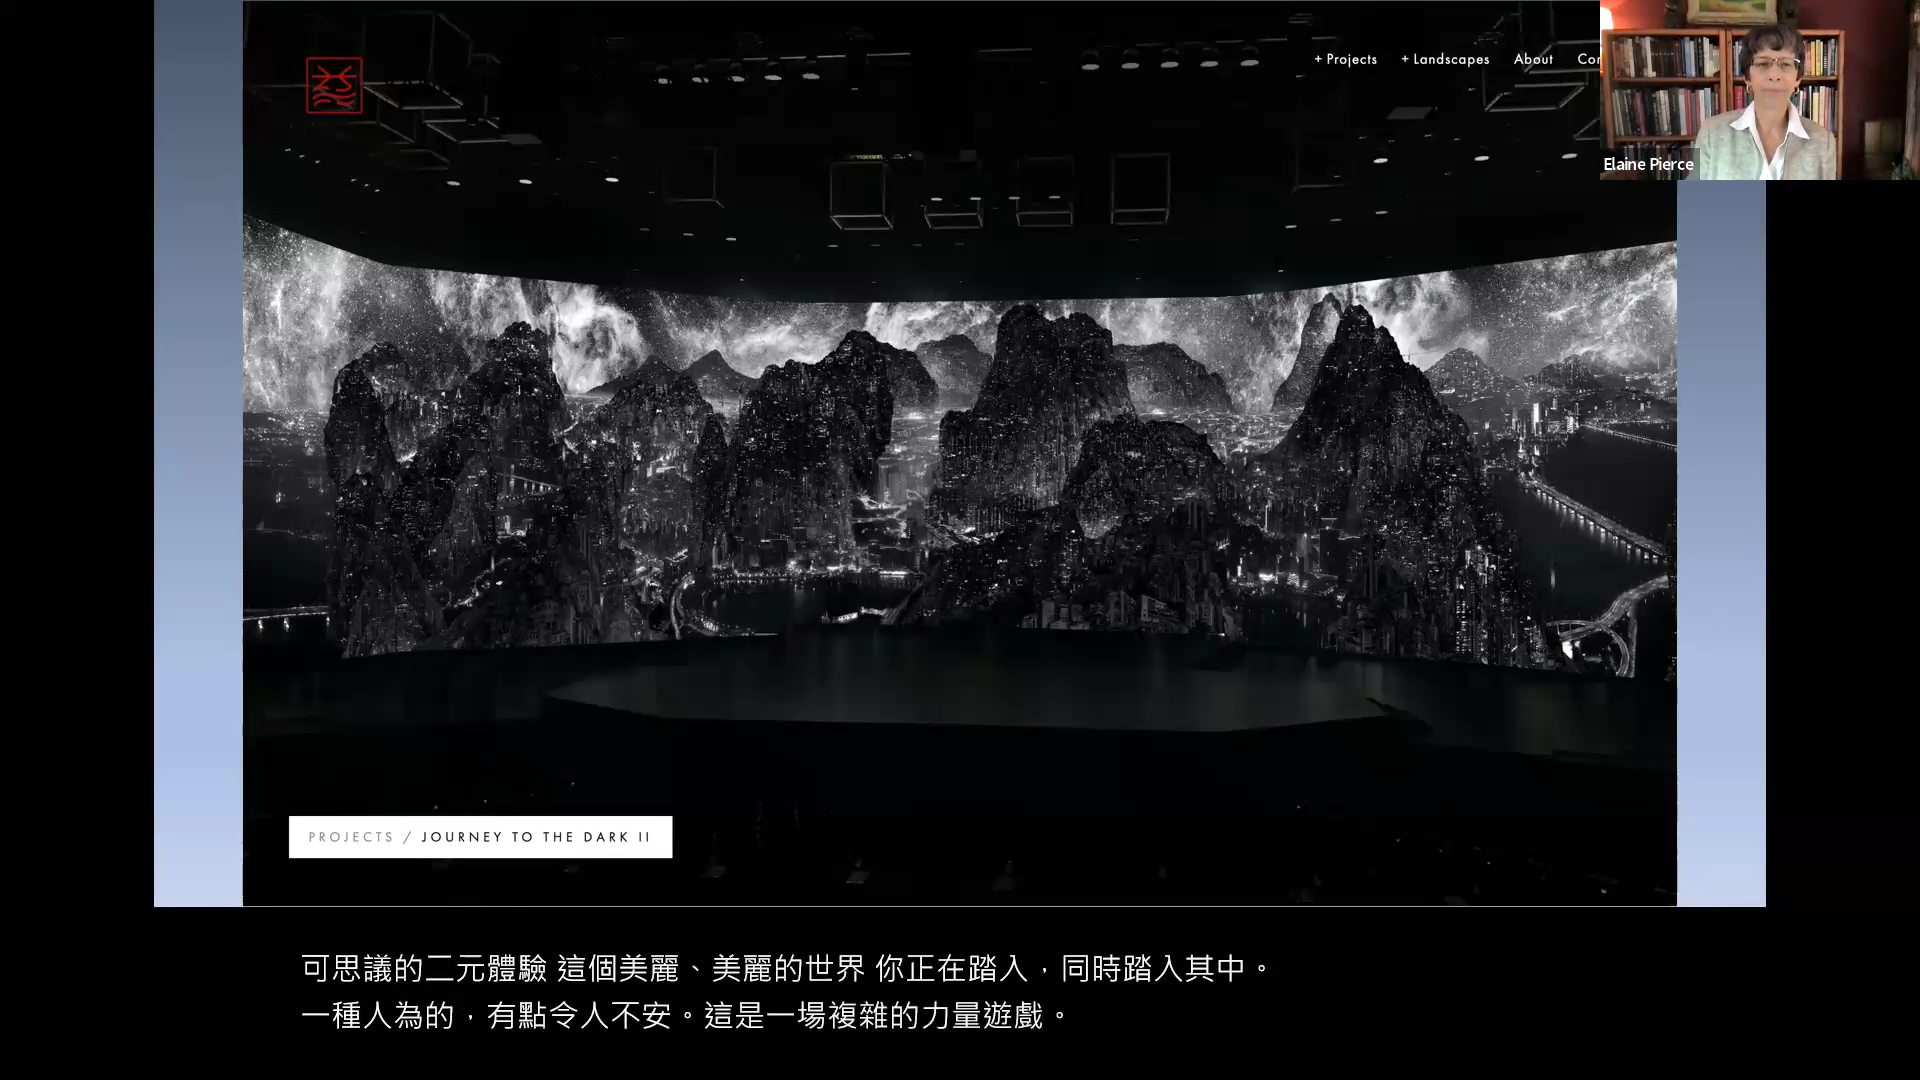 + Projects + Landscapes About Con
Elaine Pierce
PROJECTS / JOURNEY TO THE DARK II
可思議的二元體驗 這個美麗、美麗的世界 你正在踏入，同時踏入其中。
一種人為的，有點令人不安。這是一場複雜的力量遊戲。